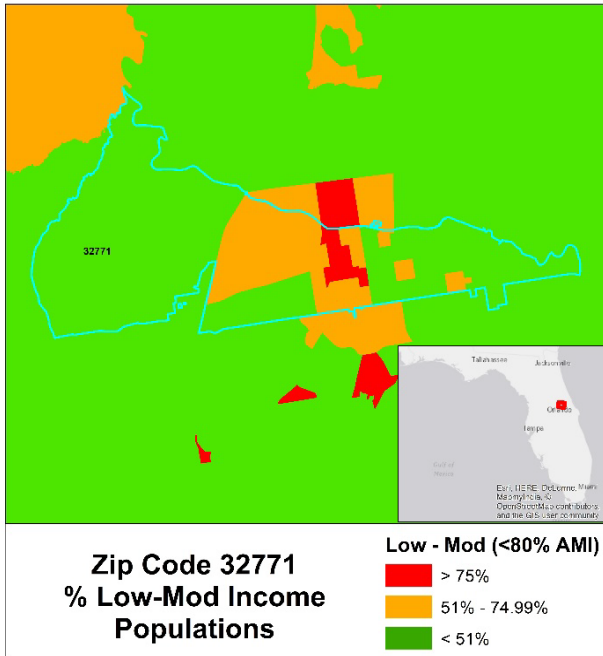 32771
Tallahassee
Jacksonville
Orlando
Tampa
Gulf of
Mexico
Miami
Esri, HERE, DeLorme,
MapmyIndia, ©
OpenStreetMap contributors,
and the GIS user community
Zip Code 32771
% Low-Mod Income
Populations
Low - Mod (<80% AMI)
> 75%
51% - 74.99%
< 51%